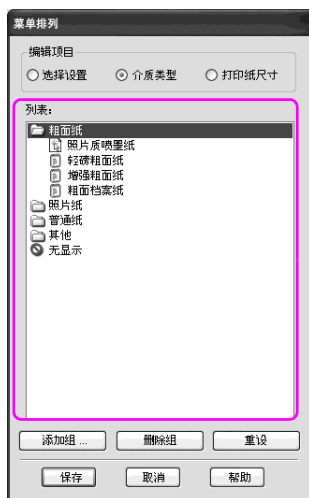 菜单排列
编辑项目
选择设置 介质类型 打印纸尺寸
列表:
粗面纸
照片质喷墨纸
轻磅粗面纸
增强粗面纸
粗面档案纸
照片纸
普通纸
其他
无显示
添加组 ... 删除组 重设
保存 取消 帮助